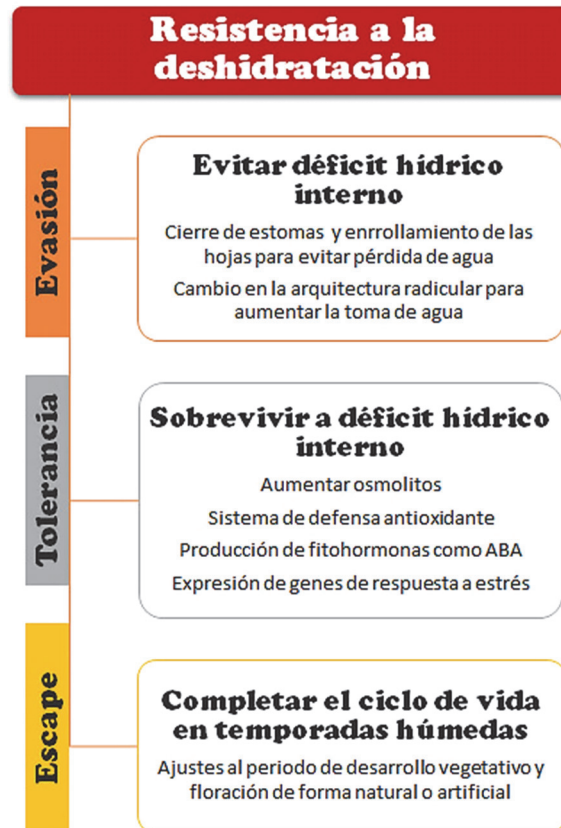 Resistencia a la
deshidratación
Evasión
Evitar déficit hídrico
interno
Cierre de estomas y enrrollamiento de las
hojas para evitar pérdida de agua
Cambio en la arquitectura radicular para
aumentar la toma de agua
Tolerancia
Sobrevivir a déficit hídrico
interno
Aumentar osmolitos
Sistema de defensa antioxidante
Producción de fitohormonas como ABA
Expresión de genes de respuesta a estrés
Escape
Completar el ciclo de vida
en temporadas húmedas
Ajustes al periodo de desarrollo vegetativo y
floración de forma natural o artificial